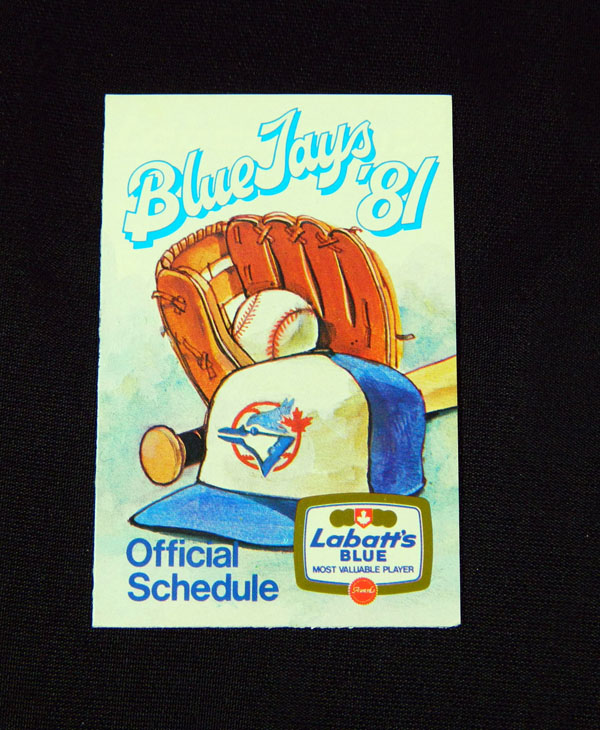 Blue Jays '81
Labatt's
BLUE
MOST VALUABLE PLAYER
Official
Schedule